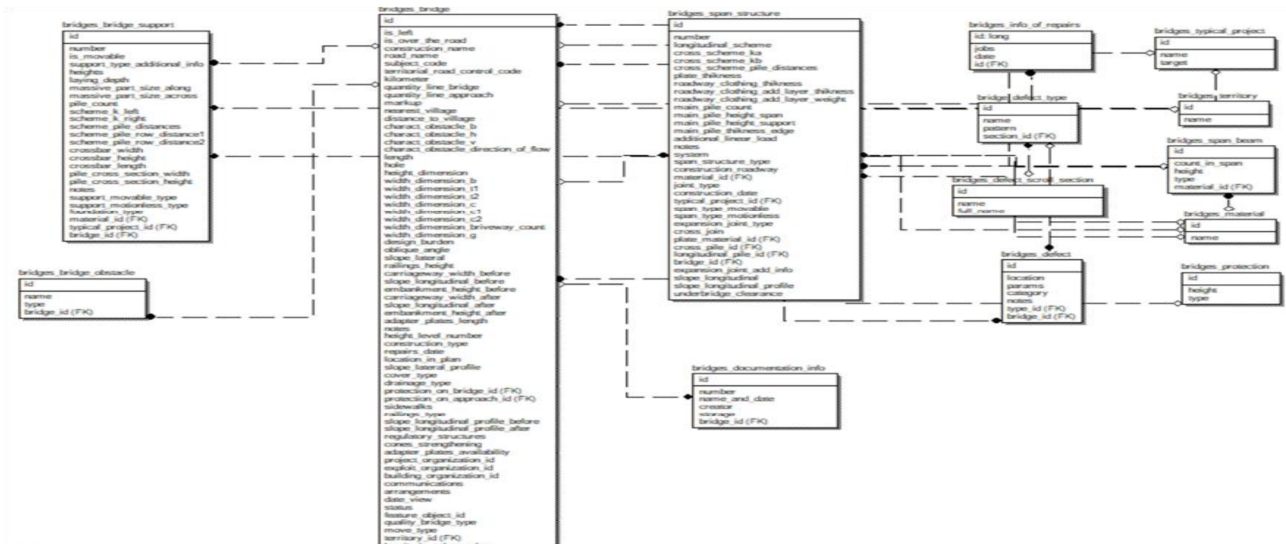 bridges_bridge_support
id
number
is_movable
support_type_additional_info
heights
laying_depth
massive_part_size_along
massive_part_size_across
pile_count
scheme_k_left
scheme_k_right
scheme_pile_distances
scheme_pile_row_distance1
scheme_pile_row_distance2
crossbar_width
crossbar_height
crossbar_length
pile_cross_section_width
pile_cross_section_height
notes
support_movable_type
support_motionless_type
foundation_type
material_id (FK)
typical_project_id (FK)
bridge_id (FK)
bridges_bridge_obstacle
id
name
type
bridge_id (FK)
bridges_bridge
id
is_left
is_over_the_road
construction_name
road_name
subject_code
territorial_road_control_code
kilometer
quantity_line_bridge
quantity_line_approach
markup
nearest_village
distance_to_villlage
charact_obstacle_b
charact_obstacle_h
charact_obstacle_v
charact_obstacle_direction_of_flow
length
hole
height_dimension
width_dimension_b
width_dimension_t1
width_dimension_t2
width_dimension_c
width_dimension_c1
width_dimension_c2
width_dimension_briveway_count
width_dimension_g
design_burden
oblique_angle
slope_lateral
railings_height
carriageway_width_before
slope_longitudinal_before
embankment_height_before
carriageway_width_after
slope_longitudinal_after
embankment_height_after
adapter_plates_length
notes
height_level_number
construction_type
repairs_date
location_in_plan
slope_lateral_profile
cover_type
drainage_type
protection_on_bridge_id (FK)
protection_on_approach_id (FK)
sidewalks
railings_type
slope_longitudinal_profile_before
slope_longitudinal_profile_after
regulatory_structures
cones_strengthening
adapter_plates_availability
project_organization_id
exploit_organization_id
building_organization_id
communications
arrangements
date_view
status
feature_object_id
quality_bridge_type
move_type
territory_id (FK)
bridges_span_structure
id
number
longitudinal_scheme
cross_scheme_ka
cross_scheme_kb
cross_scheme_pile_distances
plate_thikness
roadway_clothing_thikness
roadway_clothing_add_layer_thikness
roadway_clothing_add_layer_weight
main_pile_count
main_pile_height_span
main_pile_height_support
main_pile_thikness_edge
additional_linear_load
notes
system
span_structure_type
construction_roadway
material_id (FK)
joint_type
construction_date
typical_project_id (FK)
span_type_movable
span_type_motionless
expansion_joint_type
cross_join
plate_material_id (FK)
cross_pile_id (FK)
longitudinal_pile_id (FK)
bridge_id (FK)
expansion_joint_add_info
slope_longitudinal
slope_longitudinal_profile
underbridge_clearance
bridges_documentation_info
id
number
name_and_date
creator
storage
bridge_id (FK)
bridges_info_of_repairs
id: long
jobs
date
id (FK)
bridge_defect_type
id
name
pattern
section_id (FK)
bridges_defect_scroll_section
id
name
full_name
bridges_defect
id
location
params
category
notes
type_id (FK)
bridge_id (FK)
bridges_typical_project
id
name
target
bridges_territory
id
name
bridges_span_beam
id
count_in_span
height
type
material_id (FK)
bridges_material
id
name
bridges_protection
id
height
type